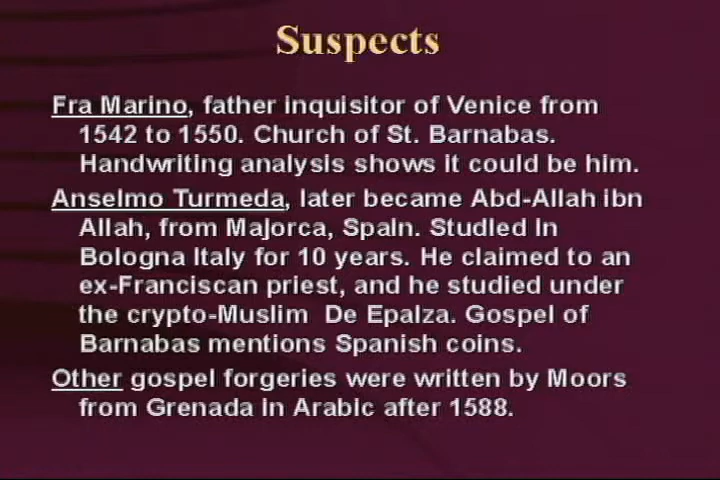 Suspects
Fra Marino, father inquisitor of Venice from
1542 to 1550. Church of St. Barnabas.
Handwriting analysis shows it could be him.
Anselmo Turmeda, later became Abd-Allah ibn
Allah, from Majorca, Spain. Studied in
Bologna Italy for 10 years. He claimed to an
ex-Franciscan priest, and he studied under
the crypto-Muslim De Epalza. Gospel of
Barnabas mentions Spanish coins.
Other gospel forgeries were written by Moors
from Grenada in Arabic after 1588.